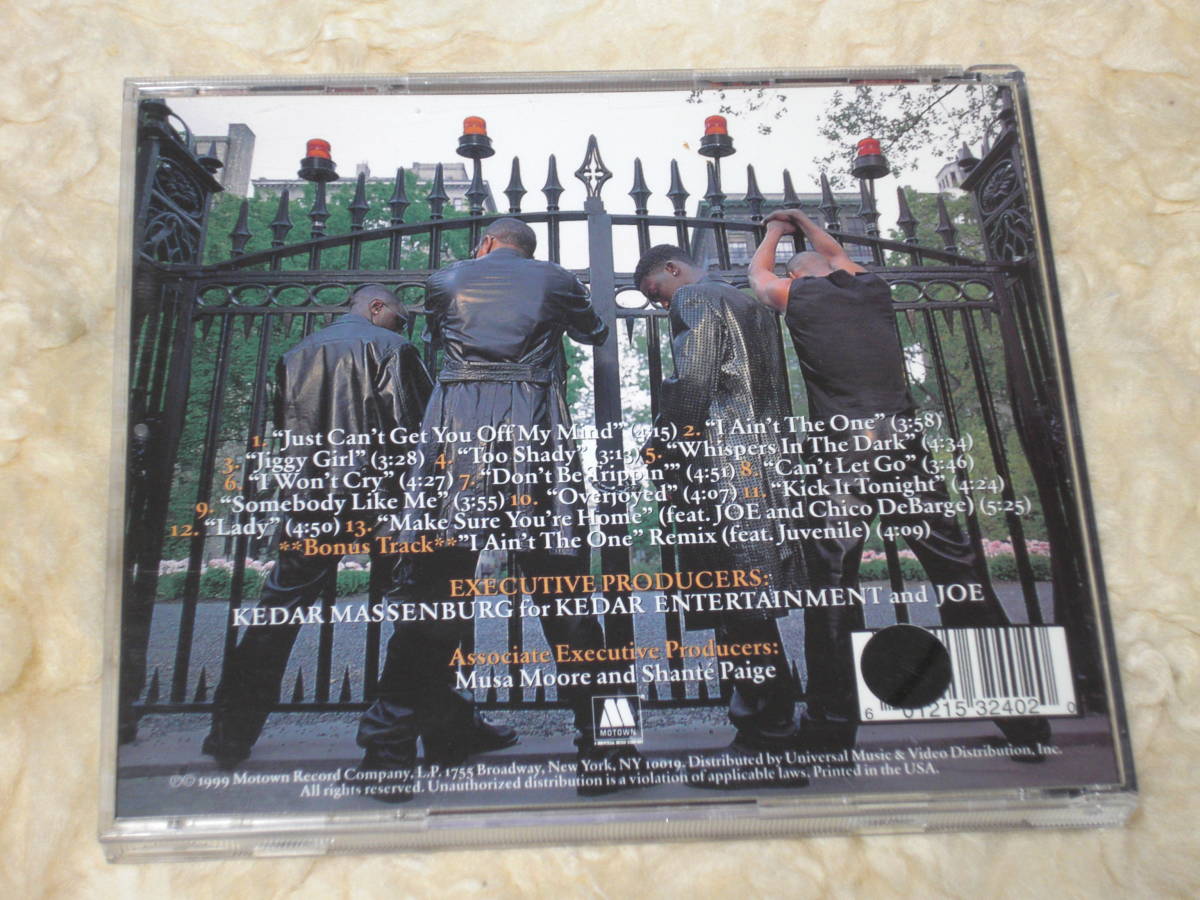 1. “Just Can't Get You Off My Mind” (4:15) 2. “I Ain't The One” (3:58)
3. “Jiggy Girl” (3:28) 4. “Too Shady” (3:13) 5. “Whispers In The Dark” (4:34)
6. “I Won't Cry” (4:27) 7. “Don't Be Trippin'” (4:51) 8. “Can't Let Go” (3:46)
9. “Somebody Like Me” (3:55) 10. “Overjoyed” (4:07) 11. “Kick It Tonight” (4:24)
12. “Lady” (4:50) 13. “Make Sure You're Home” (feat. JOE and Chico DeBarge) (5:25)
**Bonus Track**”I Ain't The One” Remix (feat. Juvenile) (4:09)
EXECUTIVE PRODUCERS:
KEDAR MASSENBURG for KEDAR ENTERTAINMENT and JOE
Associate Executive Producers:
Musa Moore and Shanté Paige
MOTOWN
6 01215 32402 0
℗© 1999 Motown Record Company, L.P. 1755 Broadway, New York, NY 10019. Distributed by Universal Music & Video Distribution, Inc.
All rights reserved. Unauthorized distribution is a violation of applicable laws. Printed in the USA.